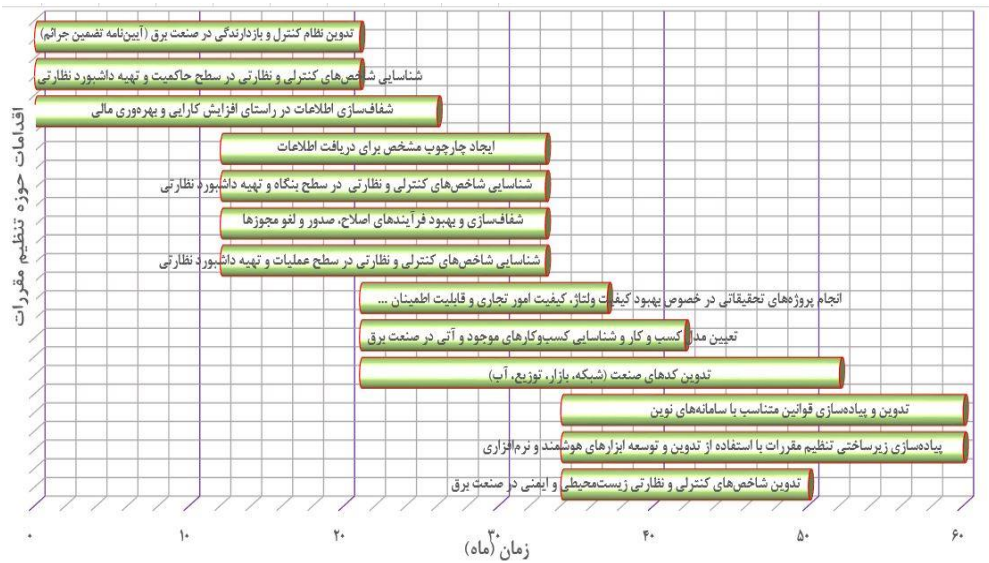 تدوین نظام کنترل و بازدارندگی در صنعت برق (آیین‌نامه تضمین جرائم)
شناسایی شاخص‌های کنترلی و نظارتی در سطح حاکمیت و تهیه داشبورد نظارتی
شفاف‌سازی اطلاعات در راستای افزایش کارایی و بهره‌وری مالی
ایجاد چارچوب مشخص برای دریافت اطلاعات
شناسایی شاخص‌های کنترلی و نظارتی در سطح بنگاه و تهیه داشبورد نظارتی
شفاف‌سازی و بهبود فرآیندهای اصلاح، صدور و لغو مجوزها
شناسایی شاخص‌های کنترلی و نظارتی در سطح عملیات و تهیه داشبورد نظارتی
انجام پروژه‌های تحقیقاتی در خصوص بهبود کیفیت ولتاژ، کیفیت امور تجاری و قابلیت اطمینان ...
تعیین مدل کسب و کار و شناسایی کسب‌وکارهای موجود و آتی در صنعت برق
تدوین کدهای صنعت (شبکه، بازار، توزیع، آب)
تدوین و پیاده‌سازی قوانین متناسب با سامانه‌های نوین
پیاده‌سازی زیرساختی تنظیم مقررات با استفاده از تدوین و توسعه ابزارهای هوشمند و نرم‌افزاری
تدوین شاخص‌های کنترلی و نظارتی زیست‌محیطی و ایمنی در صنعت برق
اقدامات حوزه تنظیم مقررات
۰ ۱۰ ۲۰ ۳۰ ۴۰ ۵۰ ۶۰
زمان (ماه)